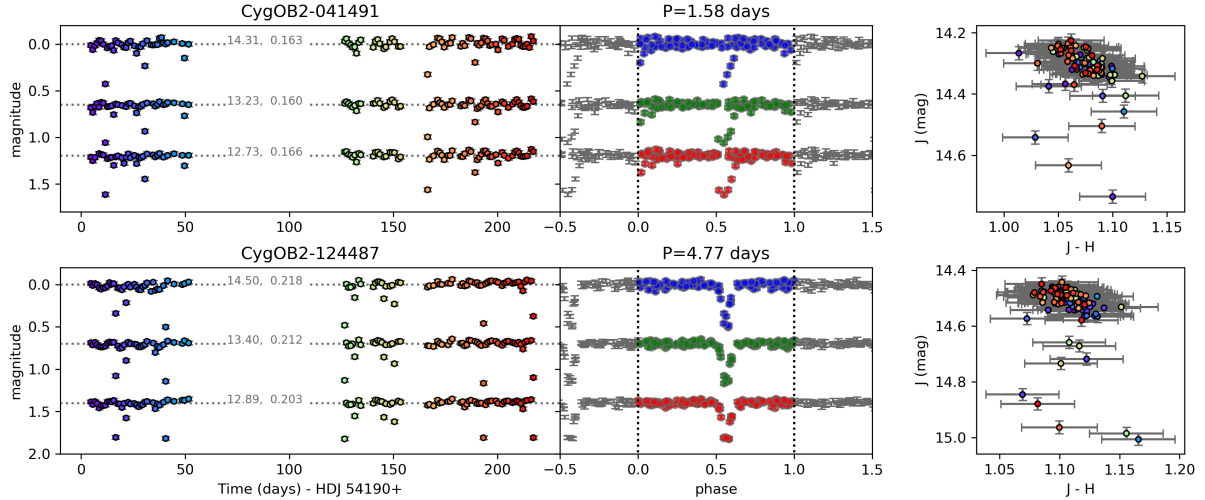 CygOB2-041491
P=1.58 days
magnitude
0.0
0.5
1.0
1.5
14.31, 0.163
13.23, 0.160
12.73, 0.166
0 50 100 150 200
−0.5 0.0 0.5 1.0 1.5
J (mag)
14.2
14.4
14.6
1.00 1.05 1.10 1.15
J - H
CygOB2-124487
P=4.77 days
magnitude
0.0
0.5
1.0
1.5
2.0
14.50, 0.218
13.40, 0.212
12.89, 0.203
0 50 100 150 200
Time (days) - HDJ 54190+
−0.5 0.0 0.5 1.0 1.5
phase
J (mag)
14.4
14.6
14.8
15.0
1.05 1.10 1.15 1.20
J - H